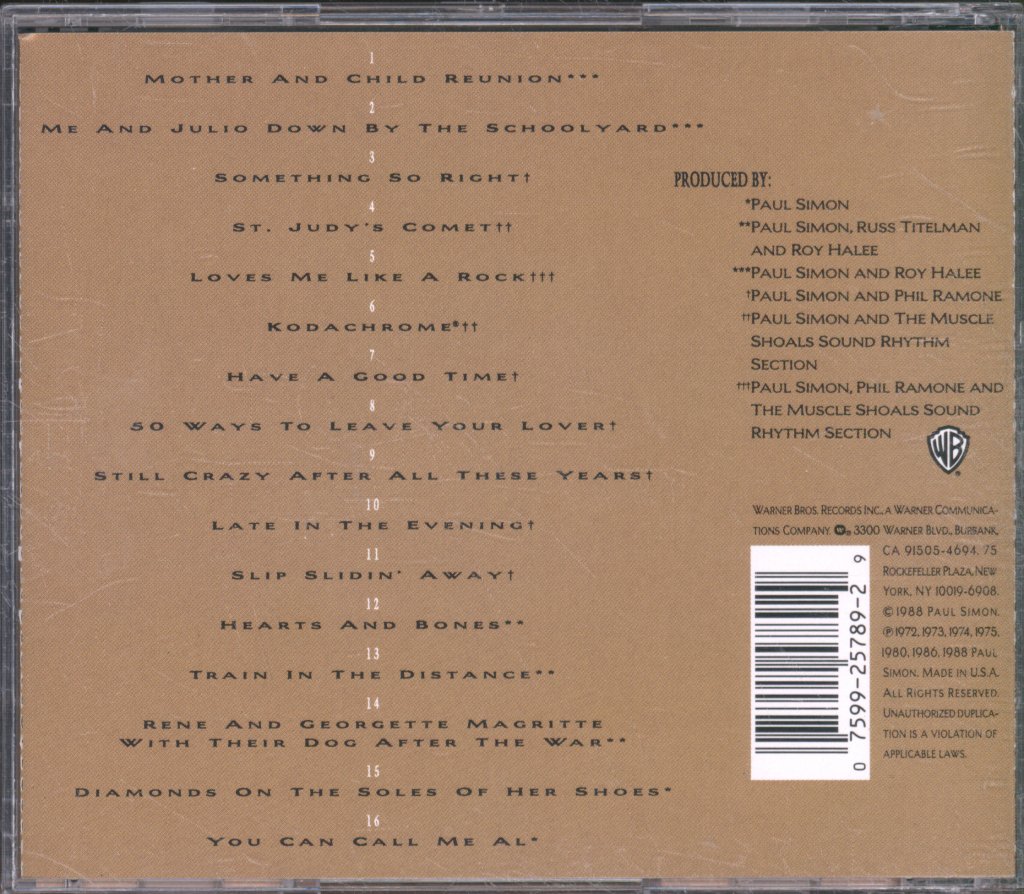 1
MOTHER AND CHILD REUNION***
2
ME AND JULIO DOWN BY THE SCHOOLYARD***
3
SOMETHING SO RIGHT†
4
ST. JUDY'S COMET††
5
LOVES ME LIKE A ROCK†††
6
KODACHROME®††
7
HAVE A GOOD TIME†
8
50 WAYS TO LEAVE YOUR LOVER†
9
STILL CRAZY AFTER ALL THESE YEARS†
10
LATE IN THE EVENING†
11
SLIP SLIDIN' AWAY†
12
HEARTS AND BONES**
13
TRAIN IN THE DISTANCE**
14
RENE AND GEORGETTE MAGRITTE
WITH THEIR DOG AFTER THE WAR**
15
DIAMONDS ON THE SOLES OF HER SHOES*
16
YOU CAN CALL ME AL*
PRODUCED BY:
*PAUL SIMON
**PAUL SIMON, RUSS TITELMAN
AND ROY HALEE
***PAUL SIMON AND ROY HALEE
†PAUL SIMON AND PHIL RAMONE
††PAUL SIMON AND THE MUSCLE
SHOALS SOUND RHYTHM
SECTION
†††PAUL SIMON, PHIL RAMONE AND
THE MUSCLE SHOALS SOUND
RHYTHM SECTION
WB
WARNER BROS. RECORDS INC., A WARNER COMMUNICA-
TIONS COMPANY. 3300 WARNER BLVD., BURBANK,
CA 91505-4694. 75
ROCKEFELLER PLAZA, NEW
YORK, NY 10019-6908.
© 1988 PAUL SIMON.
℗ 1972, 1973, 1974, 1975,
1980, 1986, 1988 PAUL
SIMON. MADE IN U.S.A.
ALL RIGHTS RESERVED.
UNAUTHORIZED DUPLICA-
TION IS A VIOLATION OF
APPLICABLE LAWS.
0 7599-25789-2 9